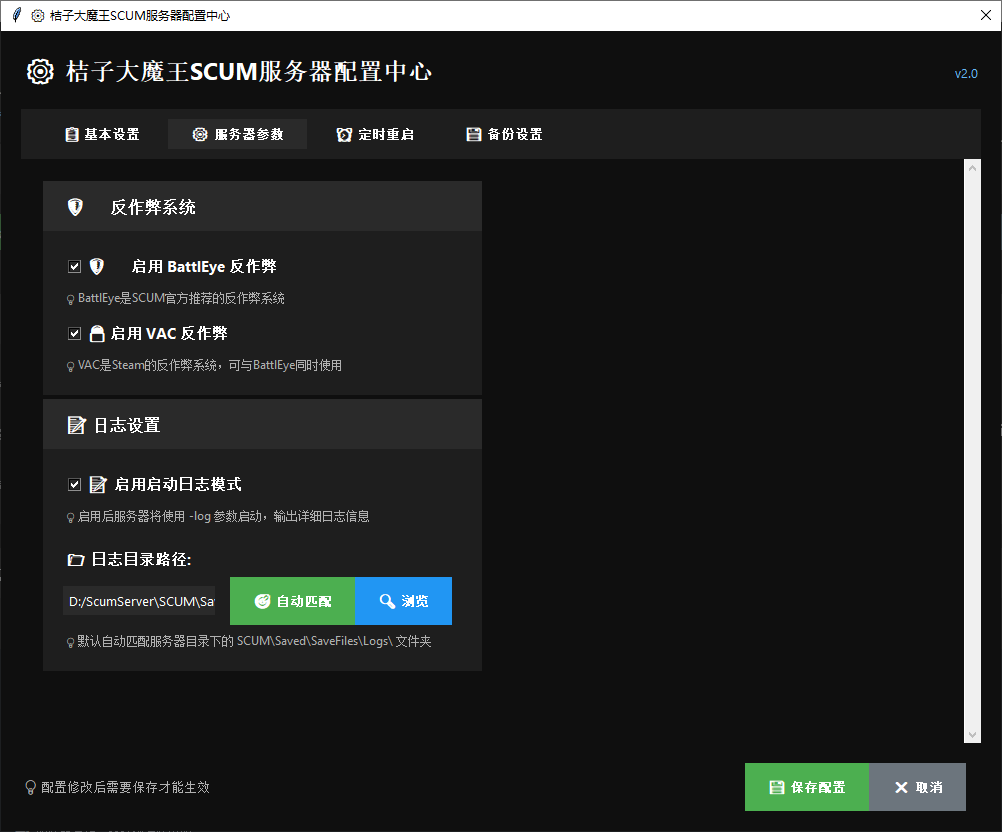 桔子大魔王SCUM服务器配置中心
桔子大魔王SCUM服务器配置中心
v2.0
基本设置 服务器参数 定时重启 备份设置
反作弊系统
启用 BattlEye 反作弊
BattlEye是SCUM官方推荐的反作弊系统
启用 VAC 反作弊
VAC是Steam的反作弊系统，可与BattlEye同时使用
日志设置
启用启动日志模式
启用后服务器将使用 -log 参数启动，输出详细日志信息
日志目录路径:
D:/ScumServer\SCUM\Sa
自动匹配 浏览
默认自动匹配服务器目录下的 SCUM\Saved\SaveFiles\Logs\ 文件夹
配置修改后需要保存才能生效
保存配置 取消